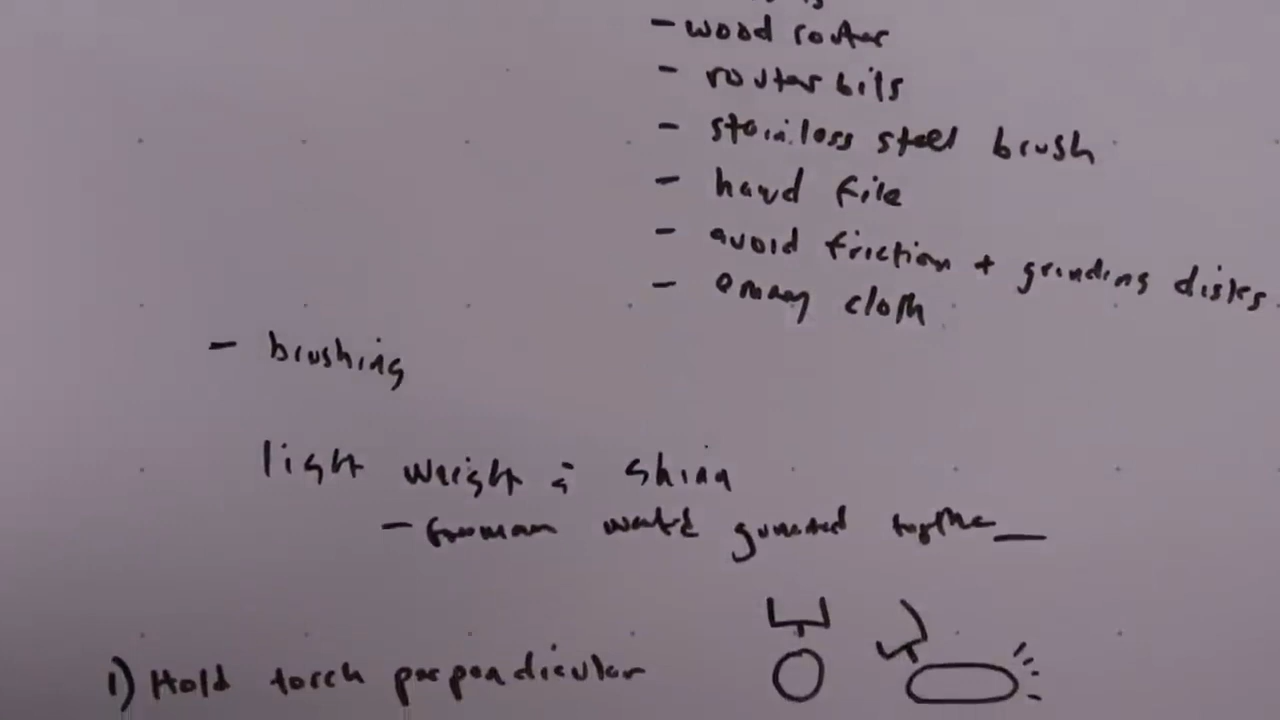 - wood router
- router bits
- stainless steel brush
- hand file
- avoid friction + grinding disks
- emery cloth
- brushing
light weight & shiny
together
1) Hold torch perpendicular